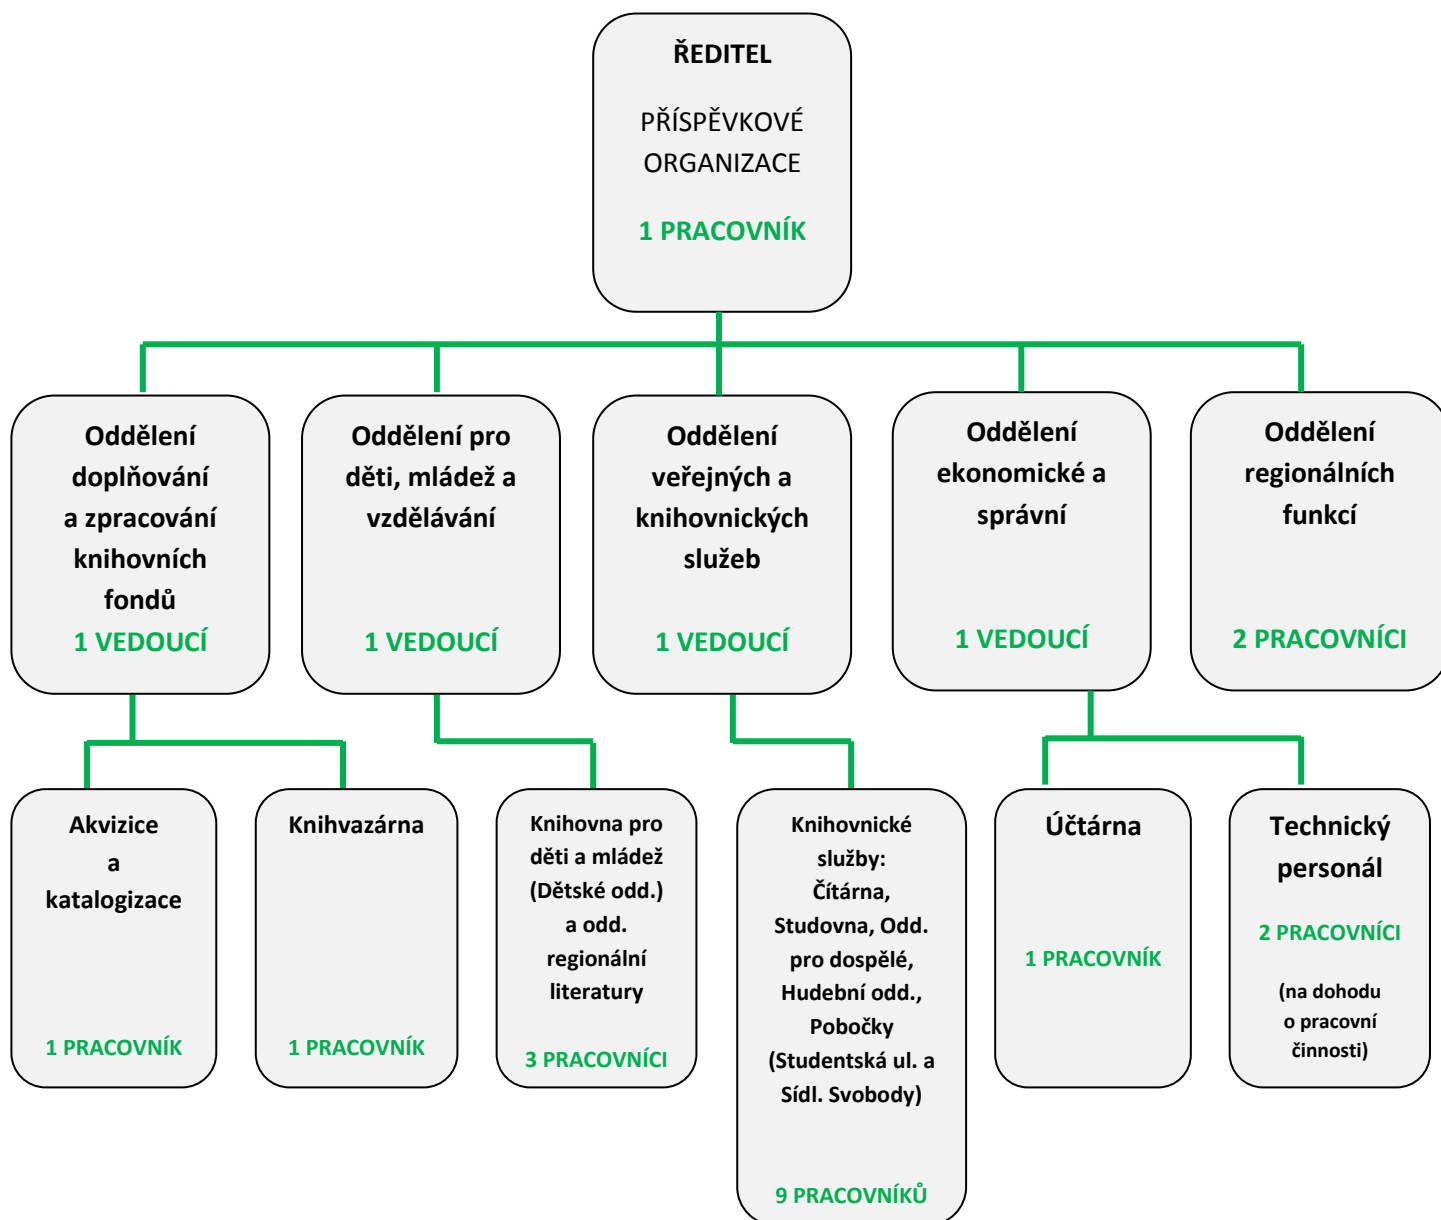 ŘEDITEL
PŘÍSPĚVKOVÉ
ORGANIZACE
1 PRACOVNÍK
Oddělení
doplňování
a zpracování
knihovních
fondů
1 VEDOUCÍ
Oddělení pro
děti, mládež a
vzdělávání
1 VEDOUCÍ
Oddělení
veřejných a
knihovnických
služeb
1 VEDOUCÍ
Oddělení
ekonomické a
správní
1 VEDOUCÍ
Oddělení
regionálních
funkcí
2 PRACOVNÍCI
Akvizice
a
katalogizace
1 PRACOVNÍK
Knihvazárna
1 PRACOVNÍK
Knihovna pro
děti a mládež
(Dětské odd.)
a odd.
regionální
literatury
3 PRACOVNÍCI
Knihovnické
služby:
Čítárna,
Studovna, Odd.
pro dospělé,
Hudební odd.,
Pobočky
(Studentská ul. a
Sídl. Svobody)
9 PRACOVNÍKŮ
Účtárna
1 PRACOVNÍK
Technický
personál
2 PRACOVNÍCI
(na dohodu
o pracovní
činnosti)